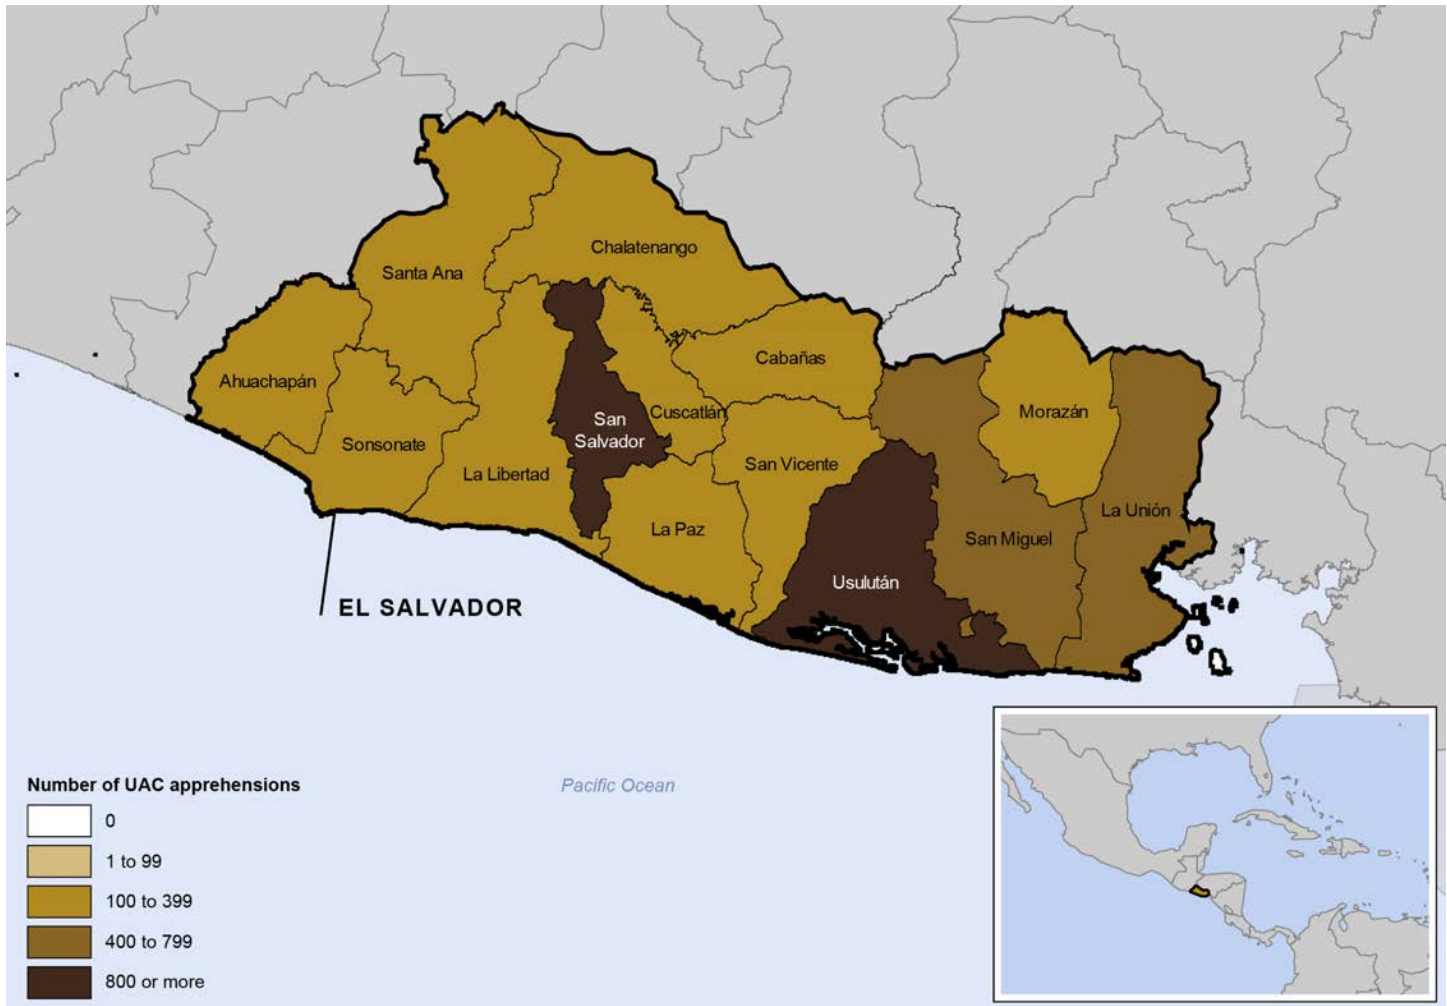 Chalatenango
Santa Ana
Cabañas
Ahuachapán
Cuscatlán
Morazán
San
Salvador
Sonsonate
La Libertad
San Vicente
La Unión
La Paz
San Miguel
Usulután
EL SALVADOR
Pacific Ocean
Number of UAC apprehensions
0
1 to 99
100 to 399
400 to 799
800 or more